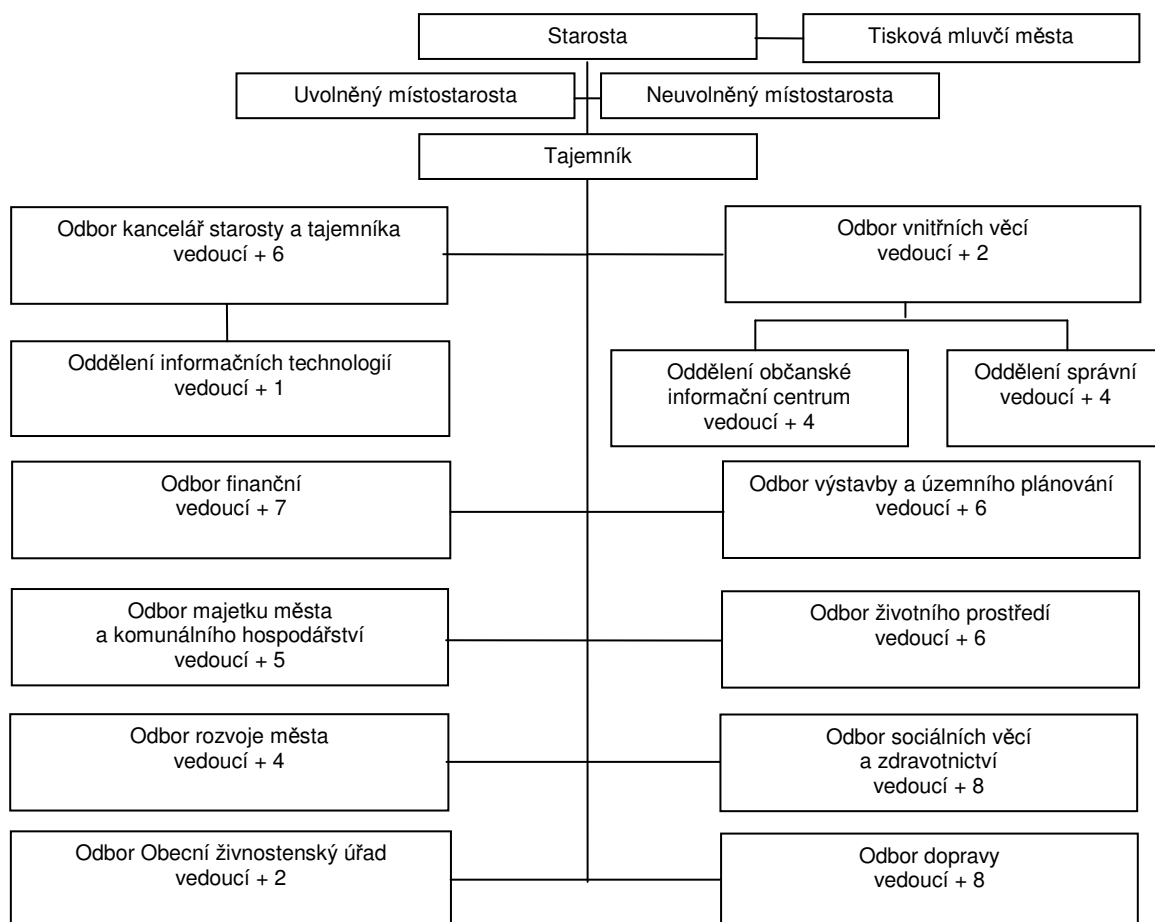 Starosta
Tisková mluvčí města
Uvolněný místostarosta
Neuvolněný místostarosta
Tajemník
Odbor kancelář starosty a tajemníka
vedoucí + 6
Odbor vnitřních věcí
vedoucí + 2
Oddělení informačních technologií
vedoucí + 1
Oddělení občanské
informační centrum
vedoucí + 4
Oddělení správní
vedoucí + 4
Odbor finanční
vedoucí + 7
Odbor výstavby a územního plánování
vedoucí + 6
Odbor majetku města
a komunálního hospodářství
vedoucí + 5
Odbor životního prostředí
vedoucí + 6
Odbor rozvoje města
vedoucí + 4
Odbor sociálních věcí
a zdravotnictví
vedoucí + 8
Odbor Obecní živnostenský úřad
vedoucí + 2
Odbor dopravy
vedoucí + 8